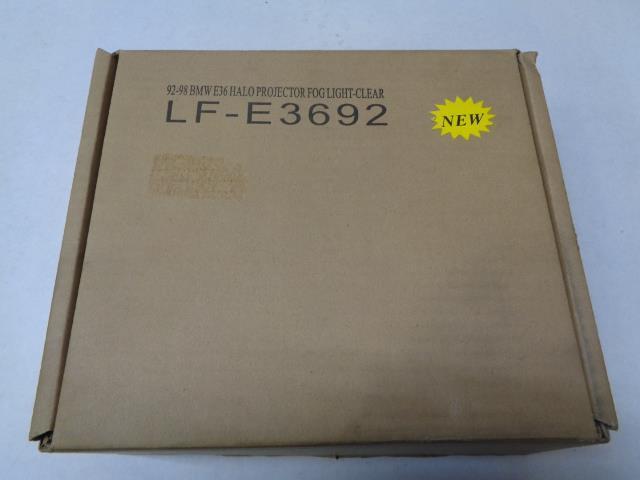 92-98 BMW E36 HALO PROJECTOR FOG LIGHT-CLEAR
LF-E3692
NEW